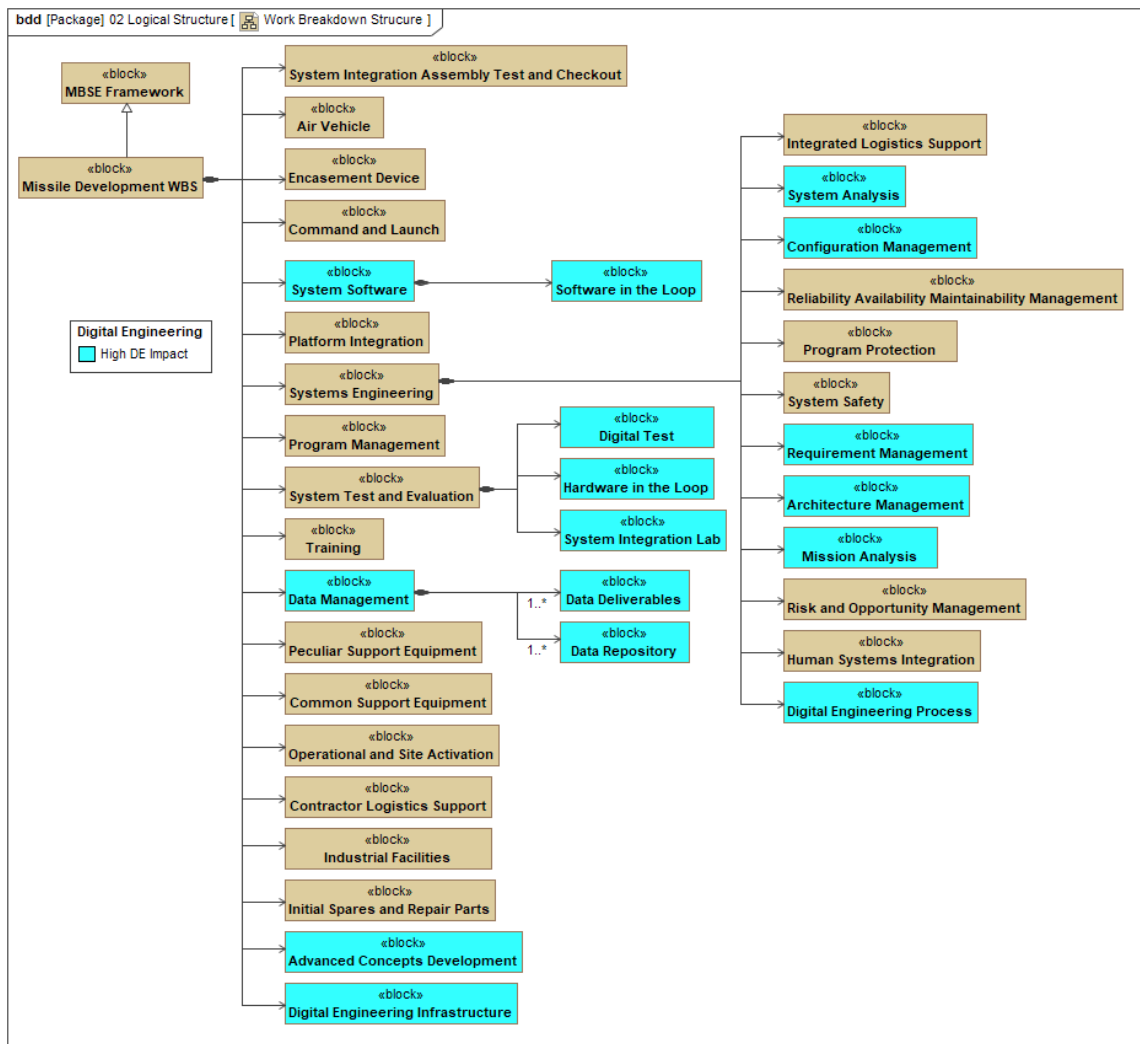 bdd [Package] 02 Logical Structure [ Work Breakdown Strucure ]
«block»
MBSE Framework
«block»
Missile Development WBS
Digital Engineering
High DE Impact
«block»
System Integration Assembly Test and Checkout
«block»
Air Vehicle
«block»
Encasement Device
«block»
Command and Launch
«block»
System Software
«block»
Software in the Loop
«block»
Platform Integration
«block»
Systems Engineering
«block»
Program Management
«block»
System Test and Evaluation
«block»
Digital Test
«block»
Hardware in the Loop
«block»
System Integration Lab
«block»
Training
«block»
Data Management
1..*
«block»
Data Deliverables
1..*
«block»
Data Repository
«block»
Peculiar Support Equipment
«block»
Common Support Equipment
«block»
Operational and Site Activation
«block»
Contractor Logistics Support
«block»
Industrial Facilities
«block»
Initial Spares and Repair Parts
«block»
Advanced Concepts Development
«block»
Digital Engineering Infrastructure
«block»
Integrated Logistics Support
«block»
System Analysis
«block»
Configuration Management
«block»
Reliability Availability Maintainability Management
«block»
Program Protection
«block»
System Safety
«block»
Requirement Management
«block»
Architecture Management
«block»
Mission Analysis
«block»
Risk and Opportunity Management
«block»
Human Systems Integration
«block»
Digital Engineering Process